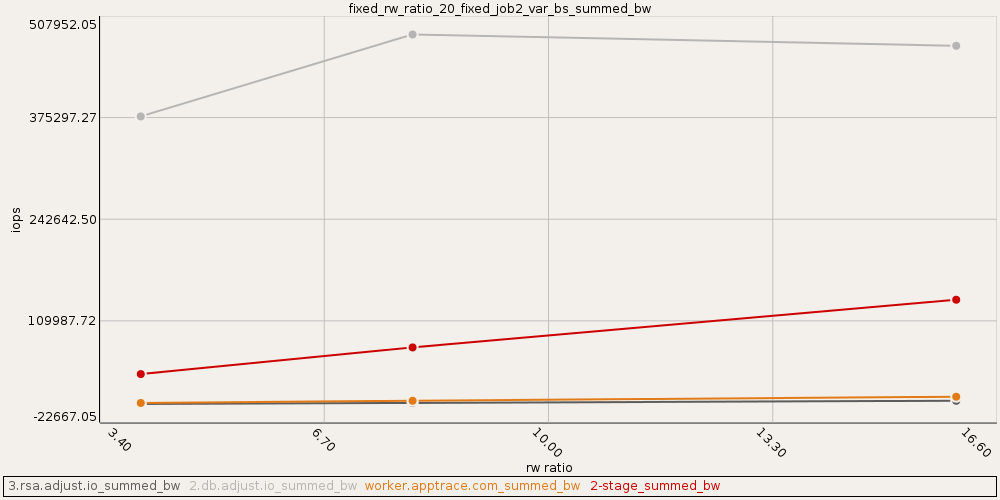 fixed_rw_ratio_20_fixed_job2_var_bs_summed_bw
507952.05
375297.27
242642.50
109987.72
-22667.05
iops
3.40
6.70
10.00
13.30
16.60
rw ratio
3.rsa.adjust.io_summed_bw 2.db.adjust.io_summed_bw worker.apptrace.com_summed_bw 2-stage_summed_bw